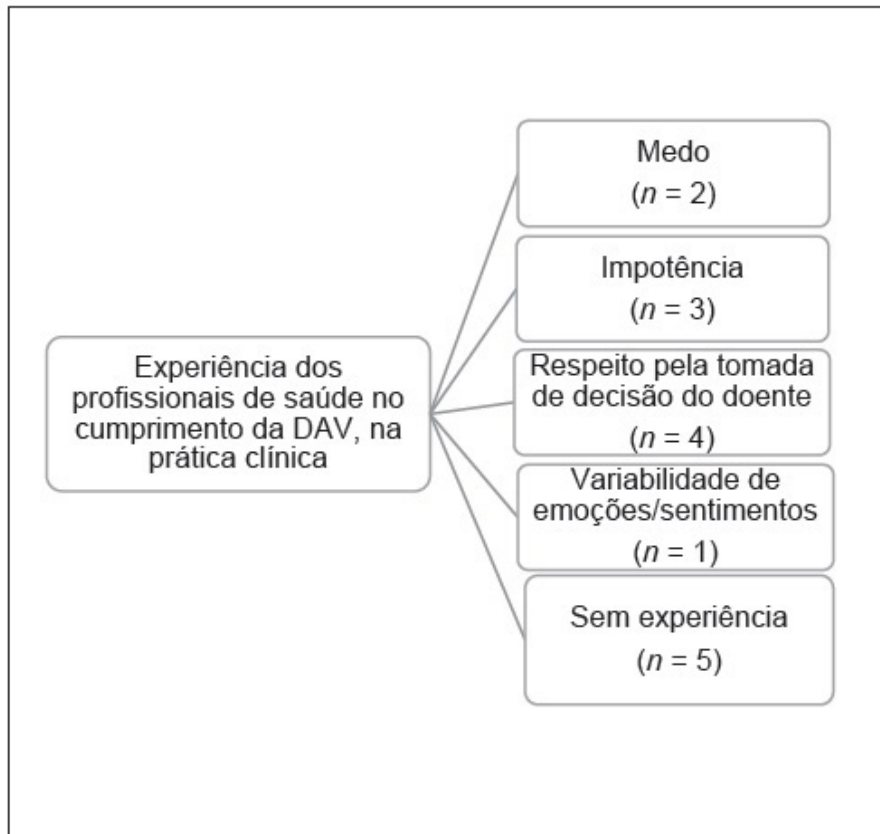 Experiência dos
profissionais de saúde no
cumprimento da DAV, na
prática clínica
Medo
(n = 2)
Impotência
(n = 3)
Respeito pela tomada
de decisão do doente
(n = 4)
Variabilidade de
emoções/sentimentos
(n = 1)
Sem experiência
(n = 5)